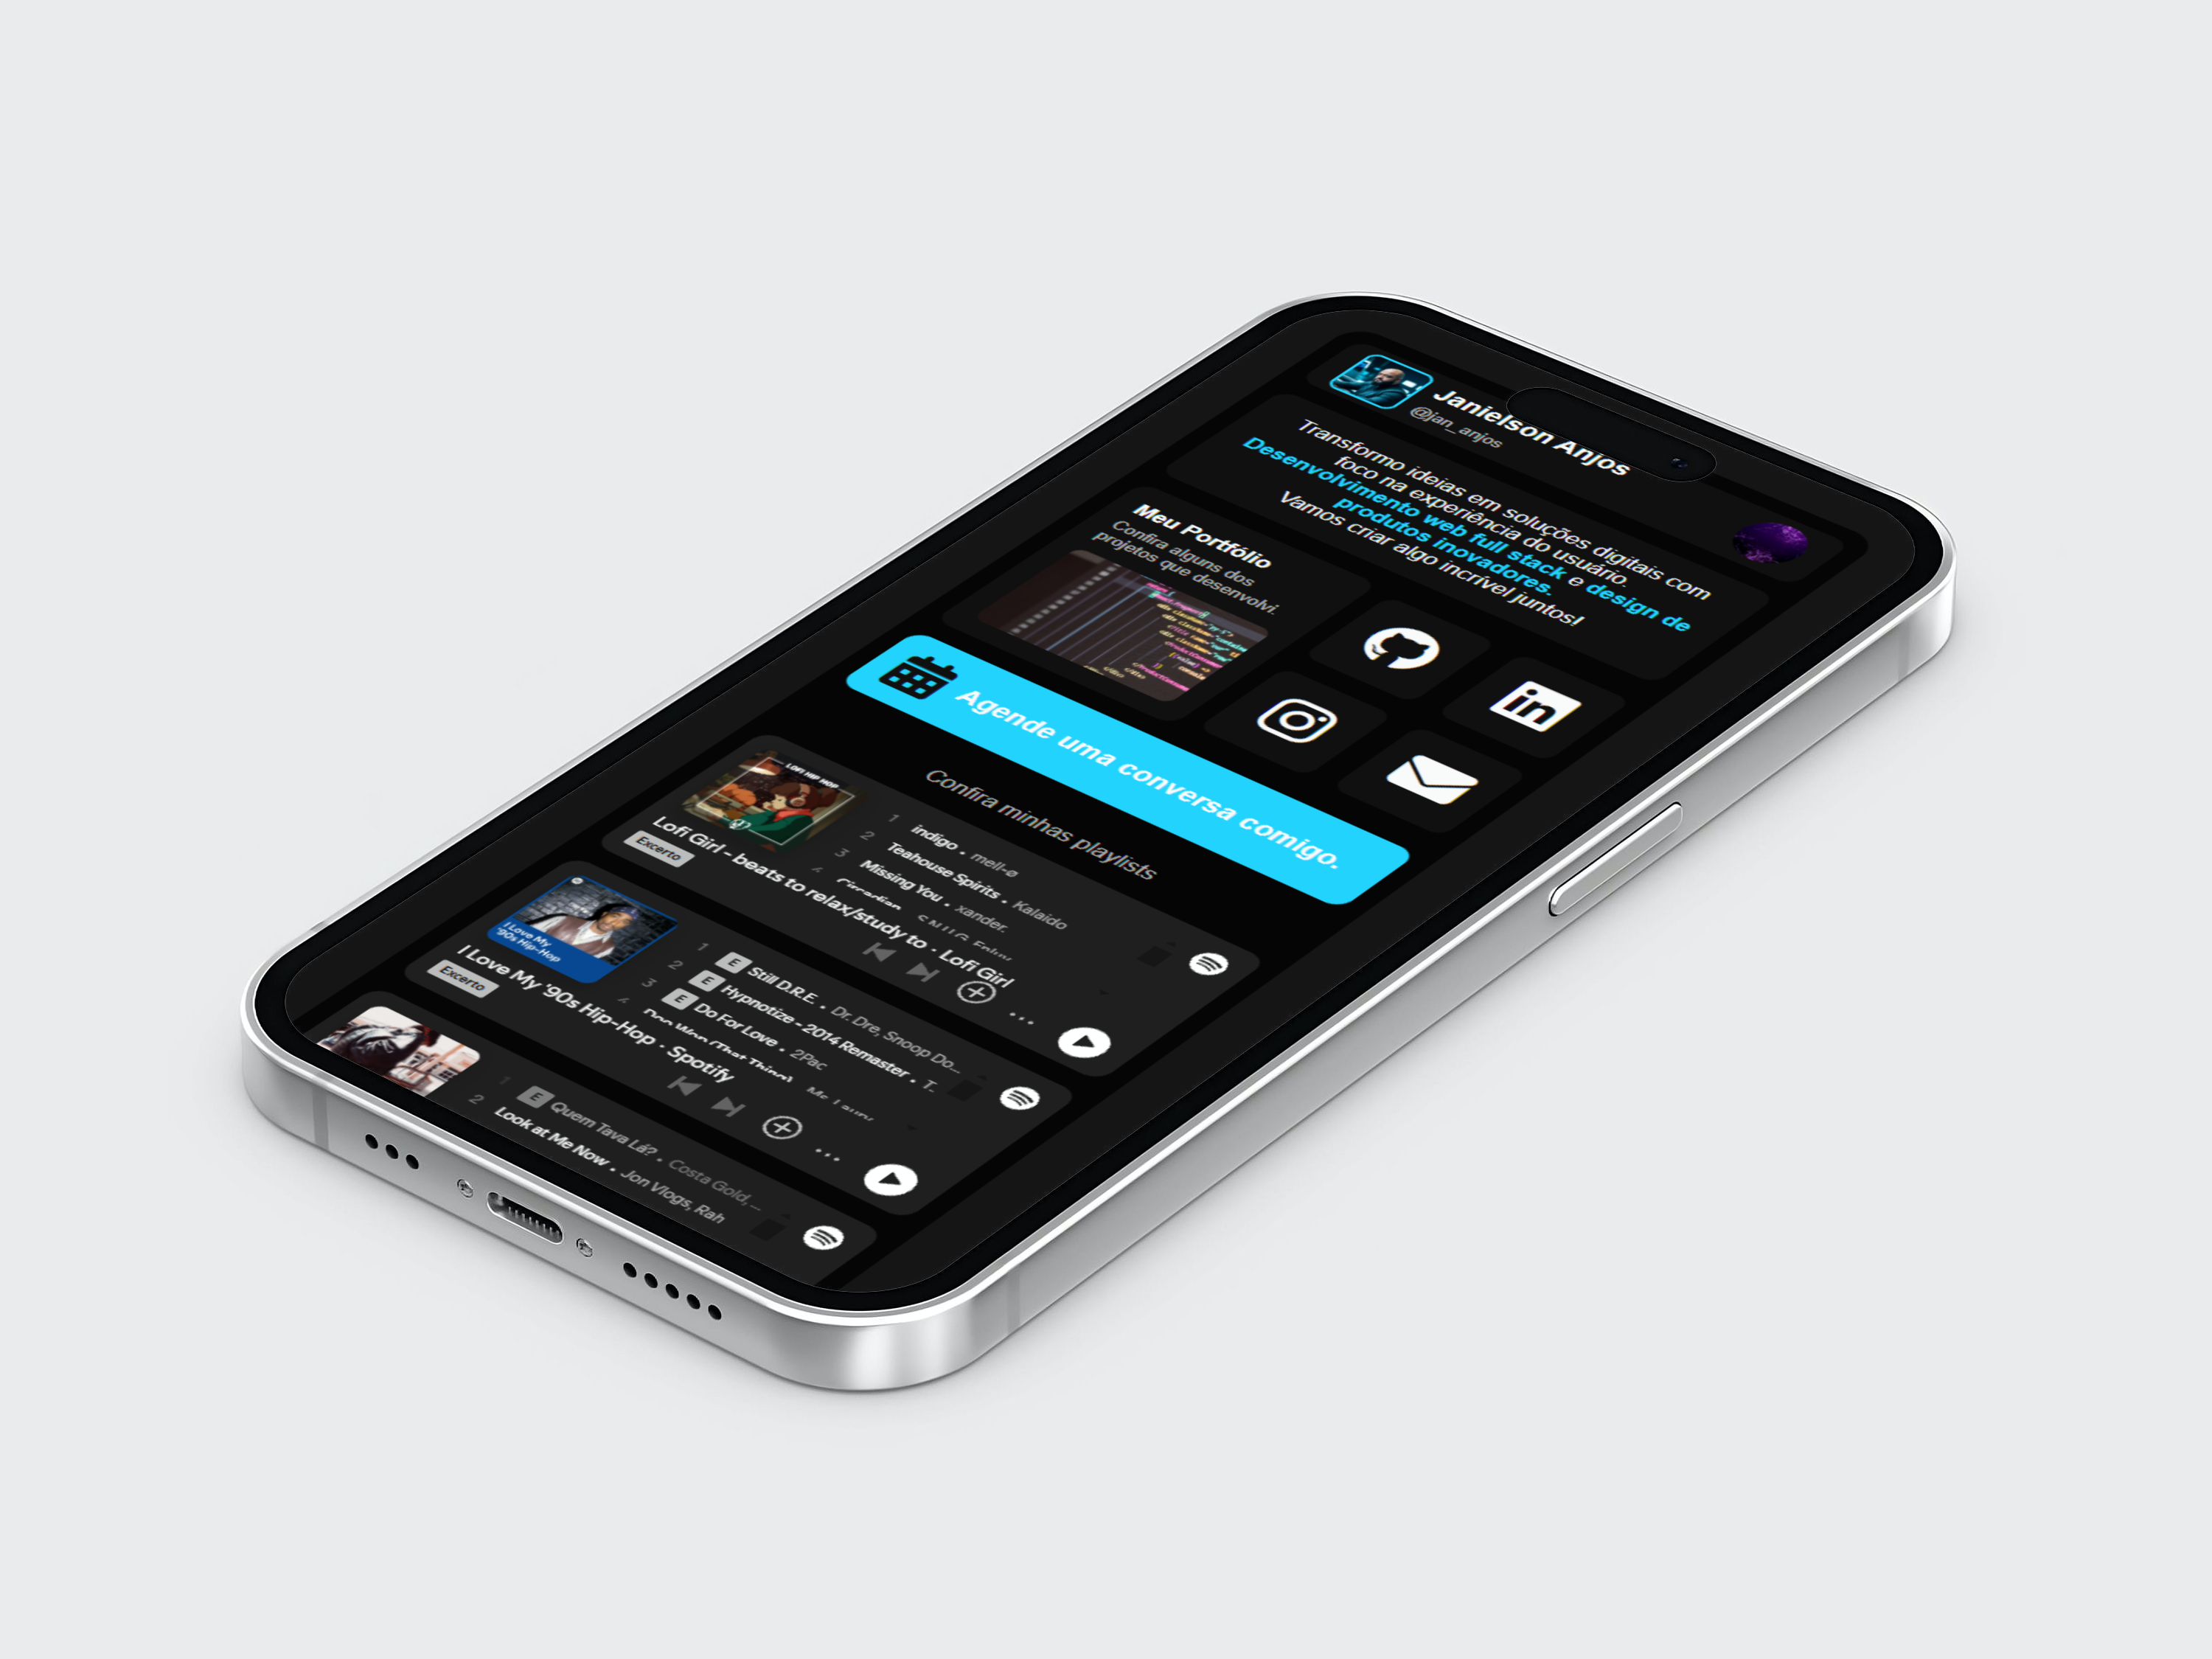 Janielson Anjos
@jan_anjos
Transformo ideias em soluções digitais com
foco na experiência do usuário.
Desenvolvimento web full stack e design de
produtos inovadores.
Vamos criar algo incrível juntos!
Meu Portfólio
Confira alguns dos
projetos que desenvolvi.
in
Agende uma conversa comigo.
Confira minhas playlists
LOFI HIP HOP
1 indigo • mell-ø
2 Teahouse Spirits • Kalaido
3 Missing You • xander.
4
Lofi Girl - beats to relax/study to · Lofi Girl
Excerto
I Love My
'90s Hip-Hop
1 E Still D.R.E. • Dr. Dre, Snoop Do...
2 E Hypnotize - 2014 Remaster • T...
3 E Do For Love • 2Pac
4 Doo Wop (That Thing)
I Love My '90s Hip-Hop · Spotify
Excerto
1 E Quem Tava Lá? • Costa Gold, ...
2 Look at Me Now • Jon Vlogs, Rah